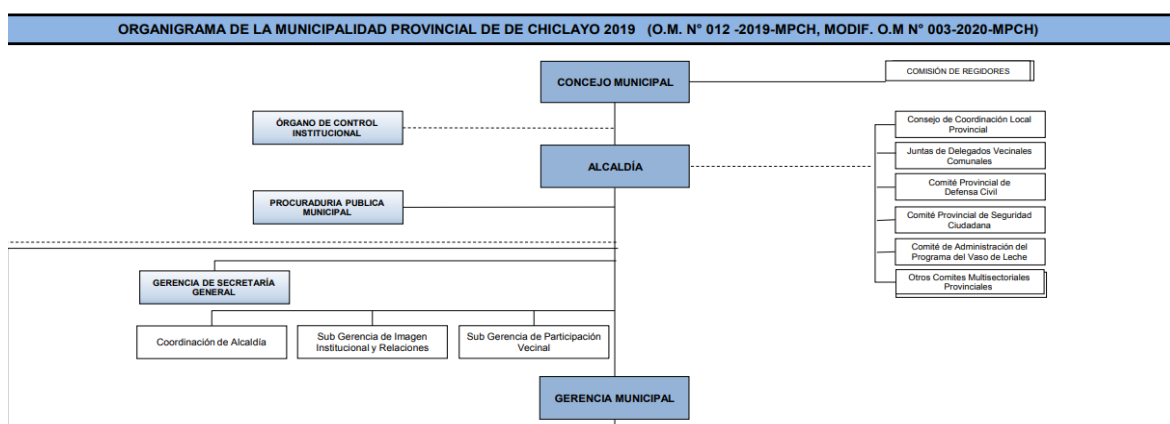 ORGANIGRAMA DE LA MUNICIPALIDAD PROVINCIAL DE DE CHICLAYO 2019 (O.M. N° 012 -2019-MPCH, MODIF. O.M N° 003-2020-MPCH)
CONCEJO MUNICIPAL
COMISIÓN DE REGIDORES
ÓRGANO DE CONTROL
INSTITUCIONAL
ALCALDÍA
Consejo de Coordinación Local
Provincial
Juntas de Delegados Vecinales
Comunales
Comité Provincial de
Defensa Civil
Comité Provincial de Seguridad
Ciudadana
Comité de Administración del
Programa del Vaso de Leche
Otros Comites Multisectoriales
Provinciales
PROCURADURIA PUBLICA
MUNICIPAL
GERENCIA DE SECRETARÍA
GENERAL
Coordinación de Alcaldía
Sub Gerencia de Imagen
Institucional y Relaciones
Sub Gerencia de Participación
Vecinal
GERENCIA MUNICIPAL